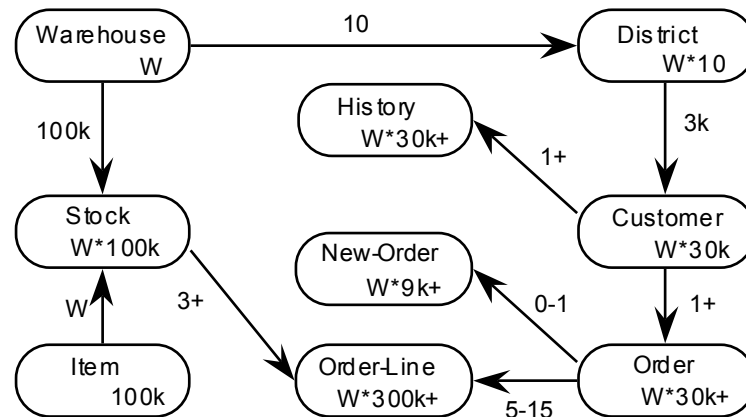 Warehouse
W
10
District
W*10
100k
History
W*30k+
1+
3k
Stock
W*100k
Customer
W*30k
New-Order
W*9k+
W
3+
0-1
1+
Item
100k
Order-Line
W*300k+
5-15
Order
W*30k+